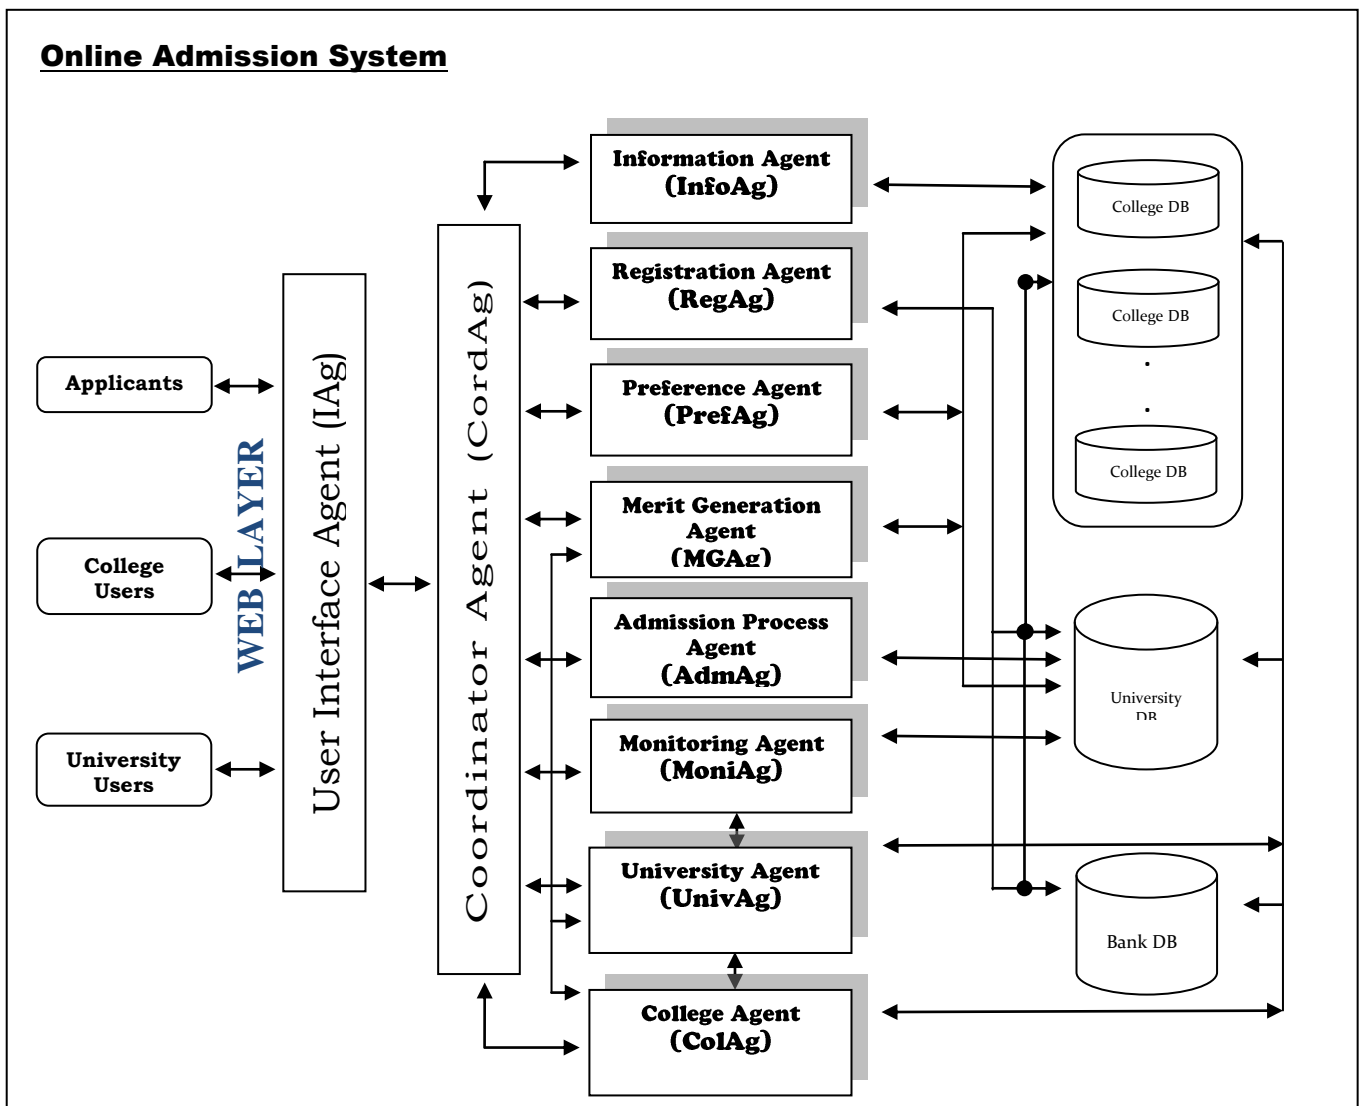 Online Admission System
Applicants
College
Users
University
Users
WEB LAYER
User Interface Agent (IAg)
Coordinator Agent (CordAg)
Information Agent
(InfoAg)
Registration Agent
(RegAg)
Preference Agent
(PrefAg)
Merit Generation
Agent
(MGAg)
Admission Process
Agent
(AdmAg)
Monitoring Agent
(MoniAg)
University Agent
(UnivAg)
College Agent
(ColAg)
College DB
College DB
.
.
College DB
University
DB
Bank DB